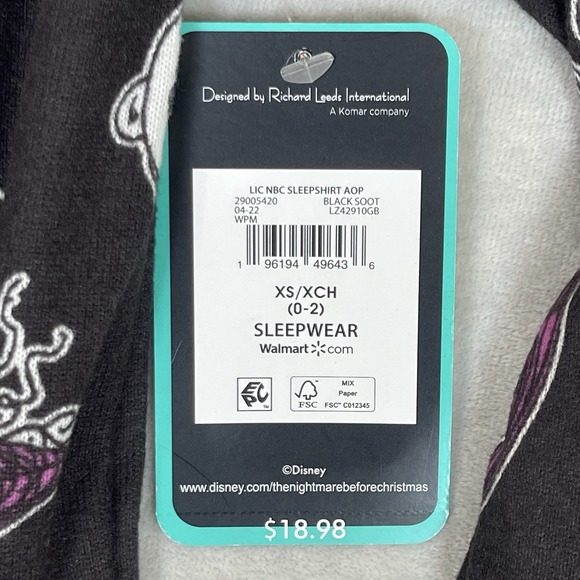 Designed by Richard Leeds International
A Komar company
LIC NBC SLEEPSHIRT AOP
29005420 BLACK SOOT
04-22 LZ42910GB
WPM
1 96194 49643 6
XS/XCH
(0-2)
SLEEPWEAR
Walmart.com
EPC™
FSC
MIX
Paper
FSC™ C012345
©Disney
www.disney.com/thenightmarebeforechristmas
$18.98